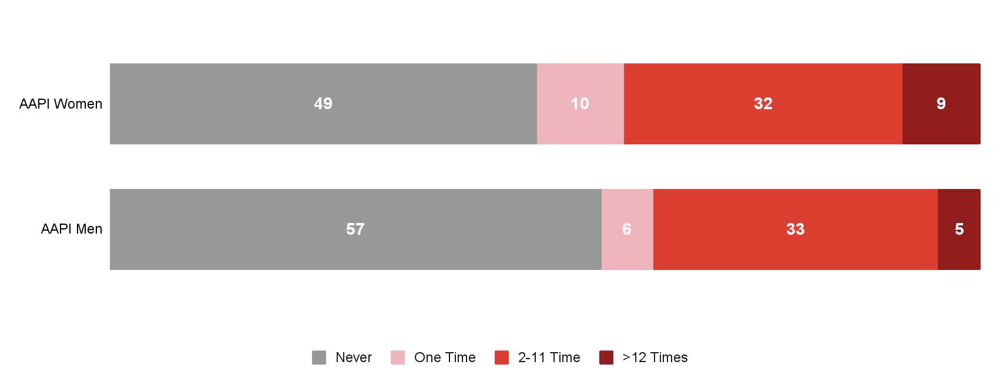 AAPI Women 49 10 32 9
AAPI Men 57 6 33 5
Never One Time 2-11 Time >12 Times